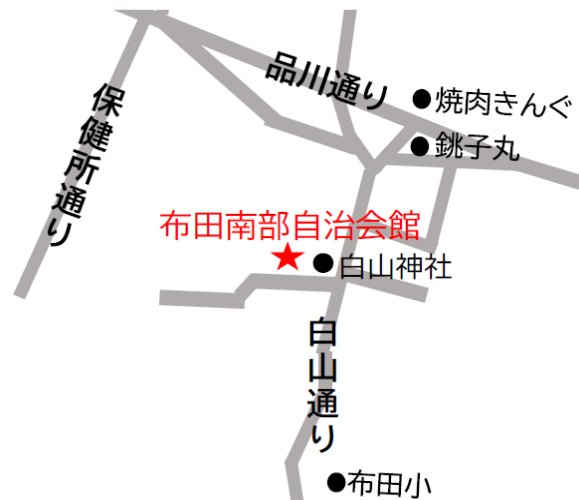 品川通り
焼肉きんぐ
保健所通り
銚子丸
布田南部自治会館
白山神社
白山通り
布田小